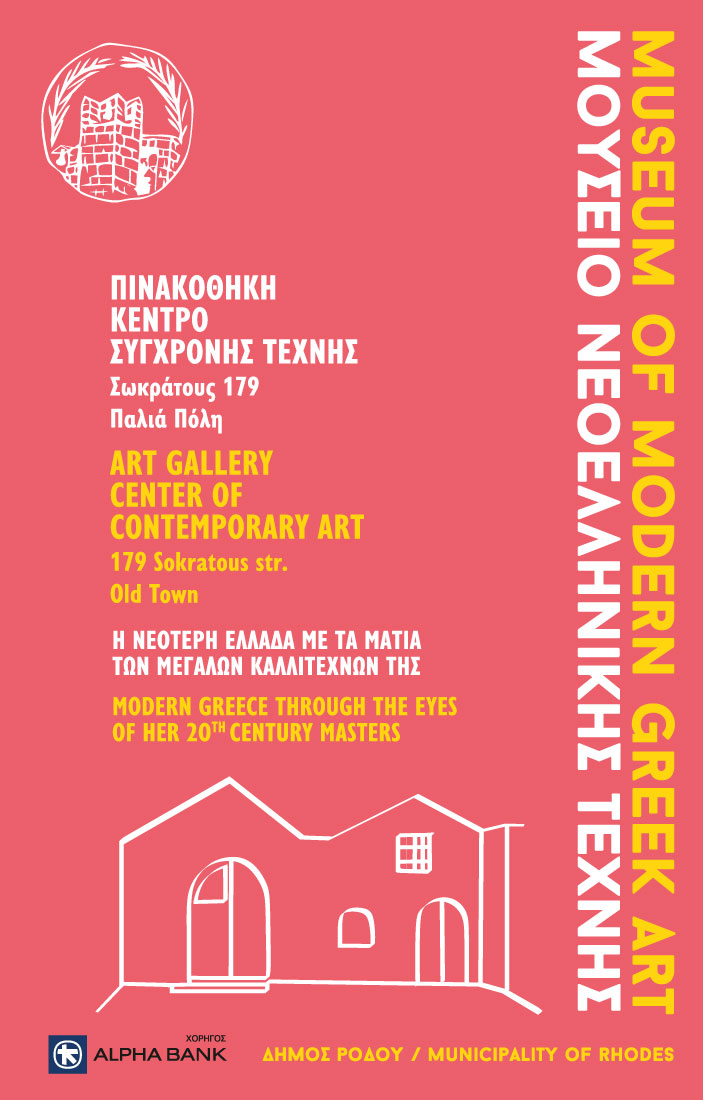 MUSEUM OF MODERN GREEK ART
ΜΟΥΣΕΙΟ ΝΕΟΕΛΛΗΝΙΚΗΣ ΤΕΧΝΗΣ
ΠΙΝΑΚΟΘΗΚΗ
ΚΕΝΤΡΟ
ΣΥΓΧΡΟΝΗΣ ΤΕΧΝΗΣ
Σωκράτους 179
Παλιά Πόλη
ART GALLERY
CENTER OF
CONTEMPORARY ART
179 Sokratous str.
Old Town
Η ΝΕΟΤΕΡΗ ΕΛΛΑΔΑ ΜΕ ΤΑ ΜΑΤΙΑ
ΤΩΝ ΜΕΓΑΛΩΝ ΚΑΛΛΙΤΕΧΝΩΝ ΤΗΣ
MODERN GREECE THROUGH THE EYES
OF HER 20TH CENTURY MASTERS
ΧΟΡΗΓΟΣ
ALPHA BANK
ΔΗΜΟΣ ΡΟΔΟΥ / MUNICIPALITY OF RHODES